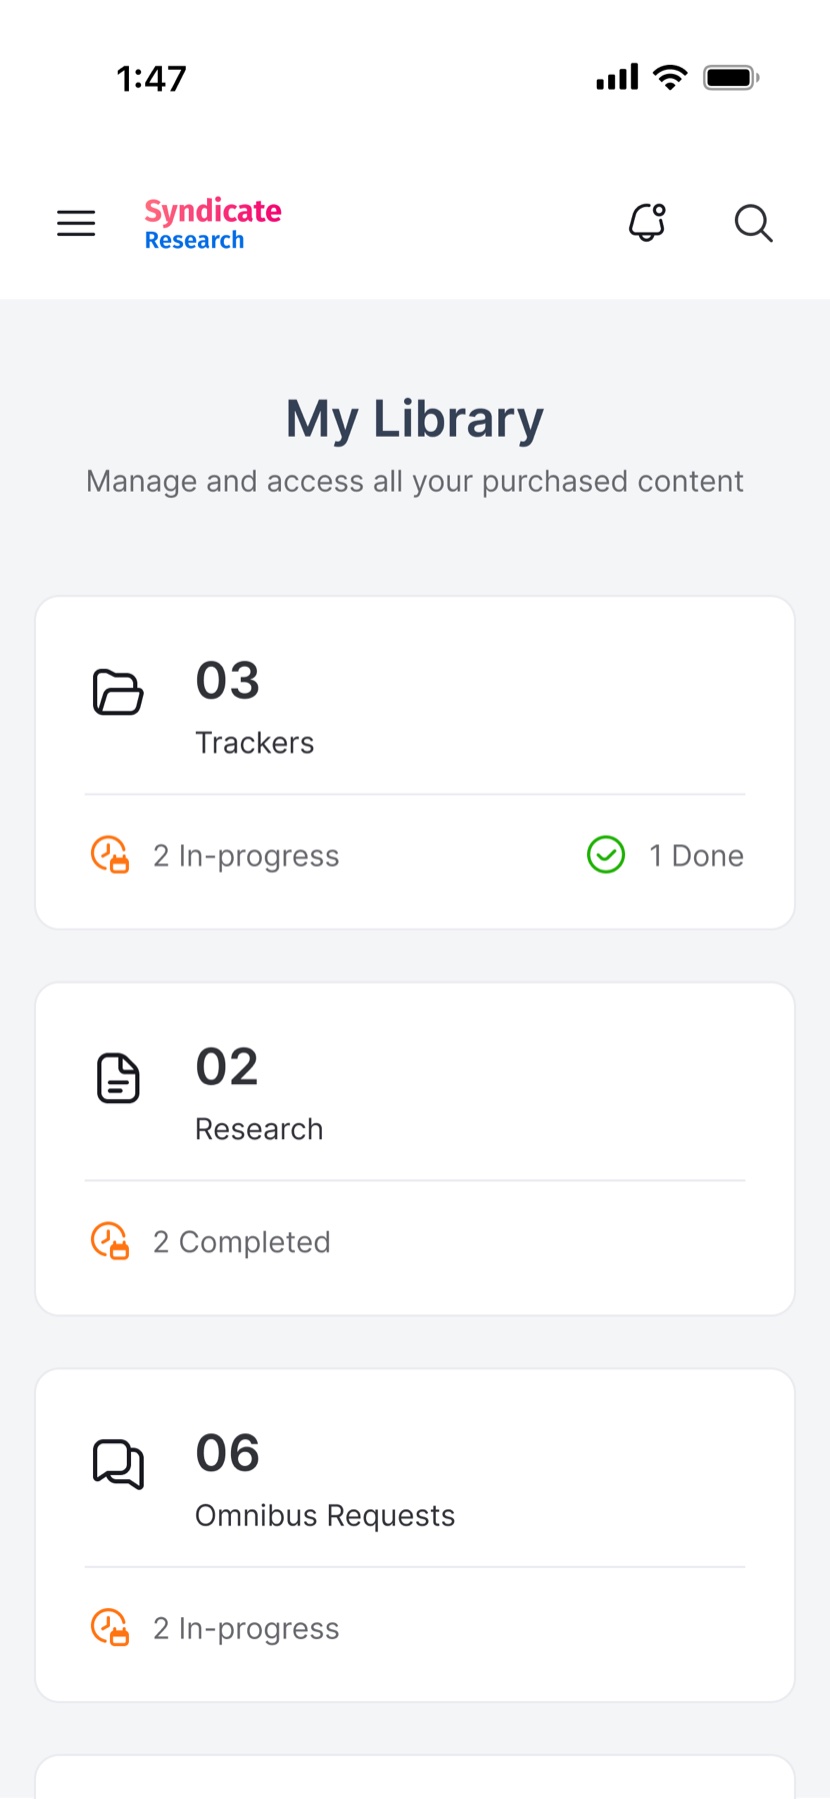 1:47
Syndicate
Research
My Library
Manage and access all your purchased content
03
Trackers
2 In-progress
1 Done
02
Research
2 Completed
06
Omnibus Requests
2 In-progress